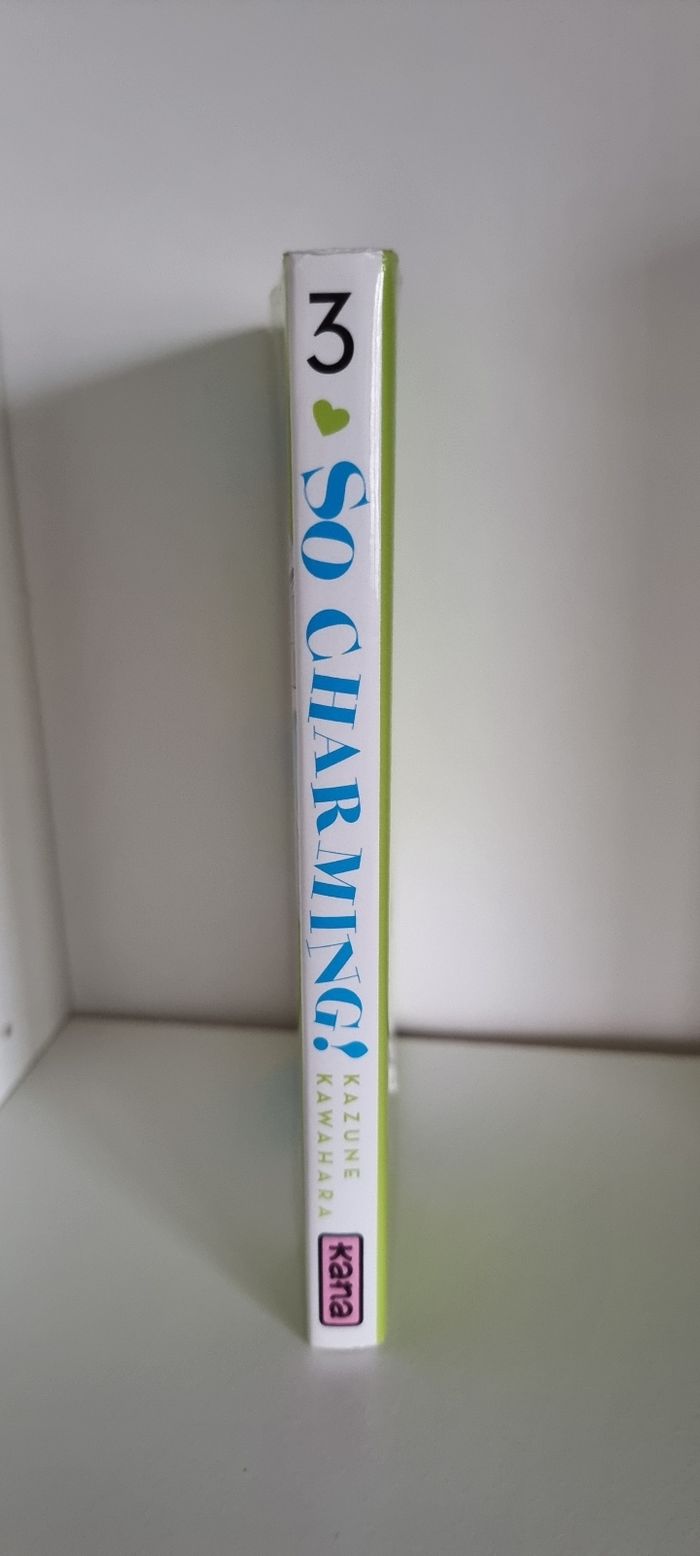 3
SO CHARMING!
KAZUNE
KAWAHARA
kana